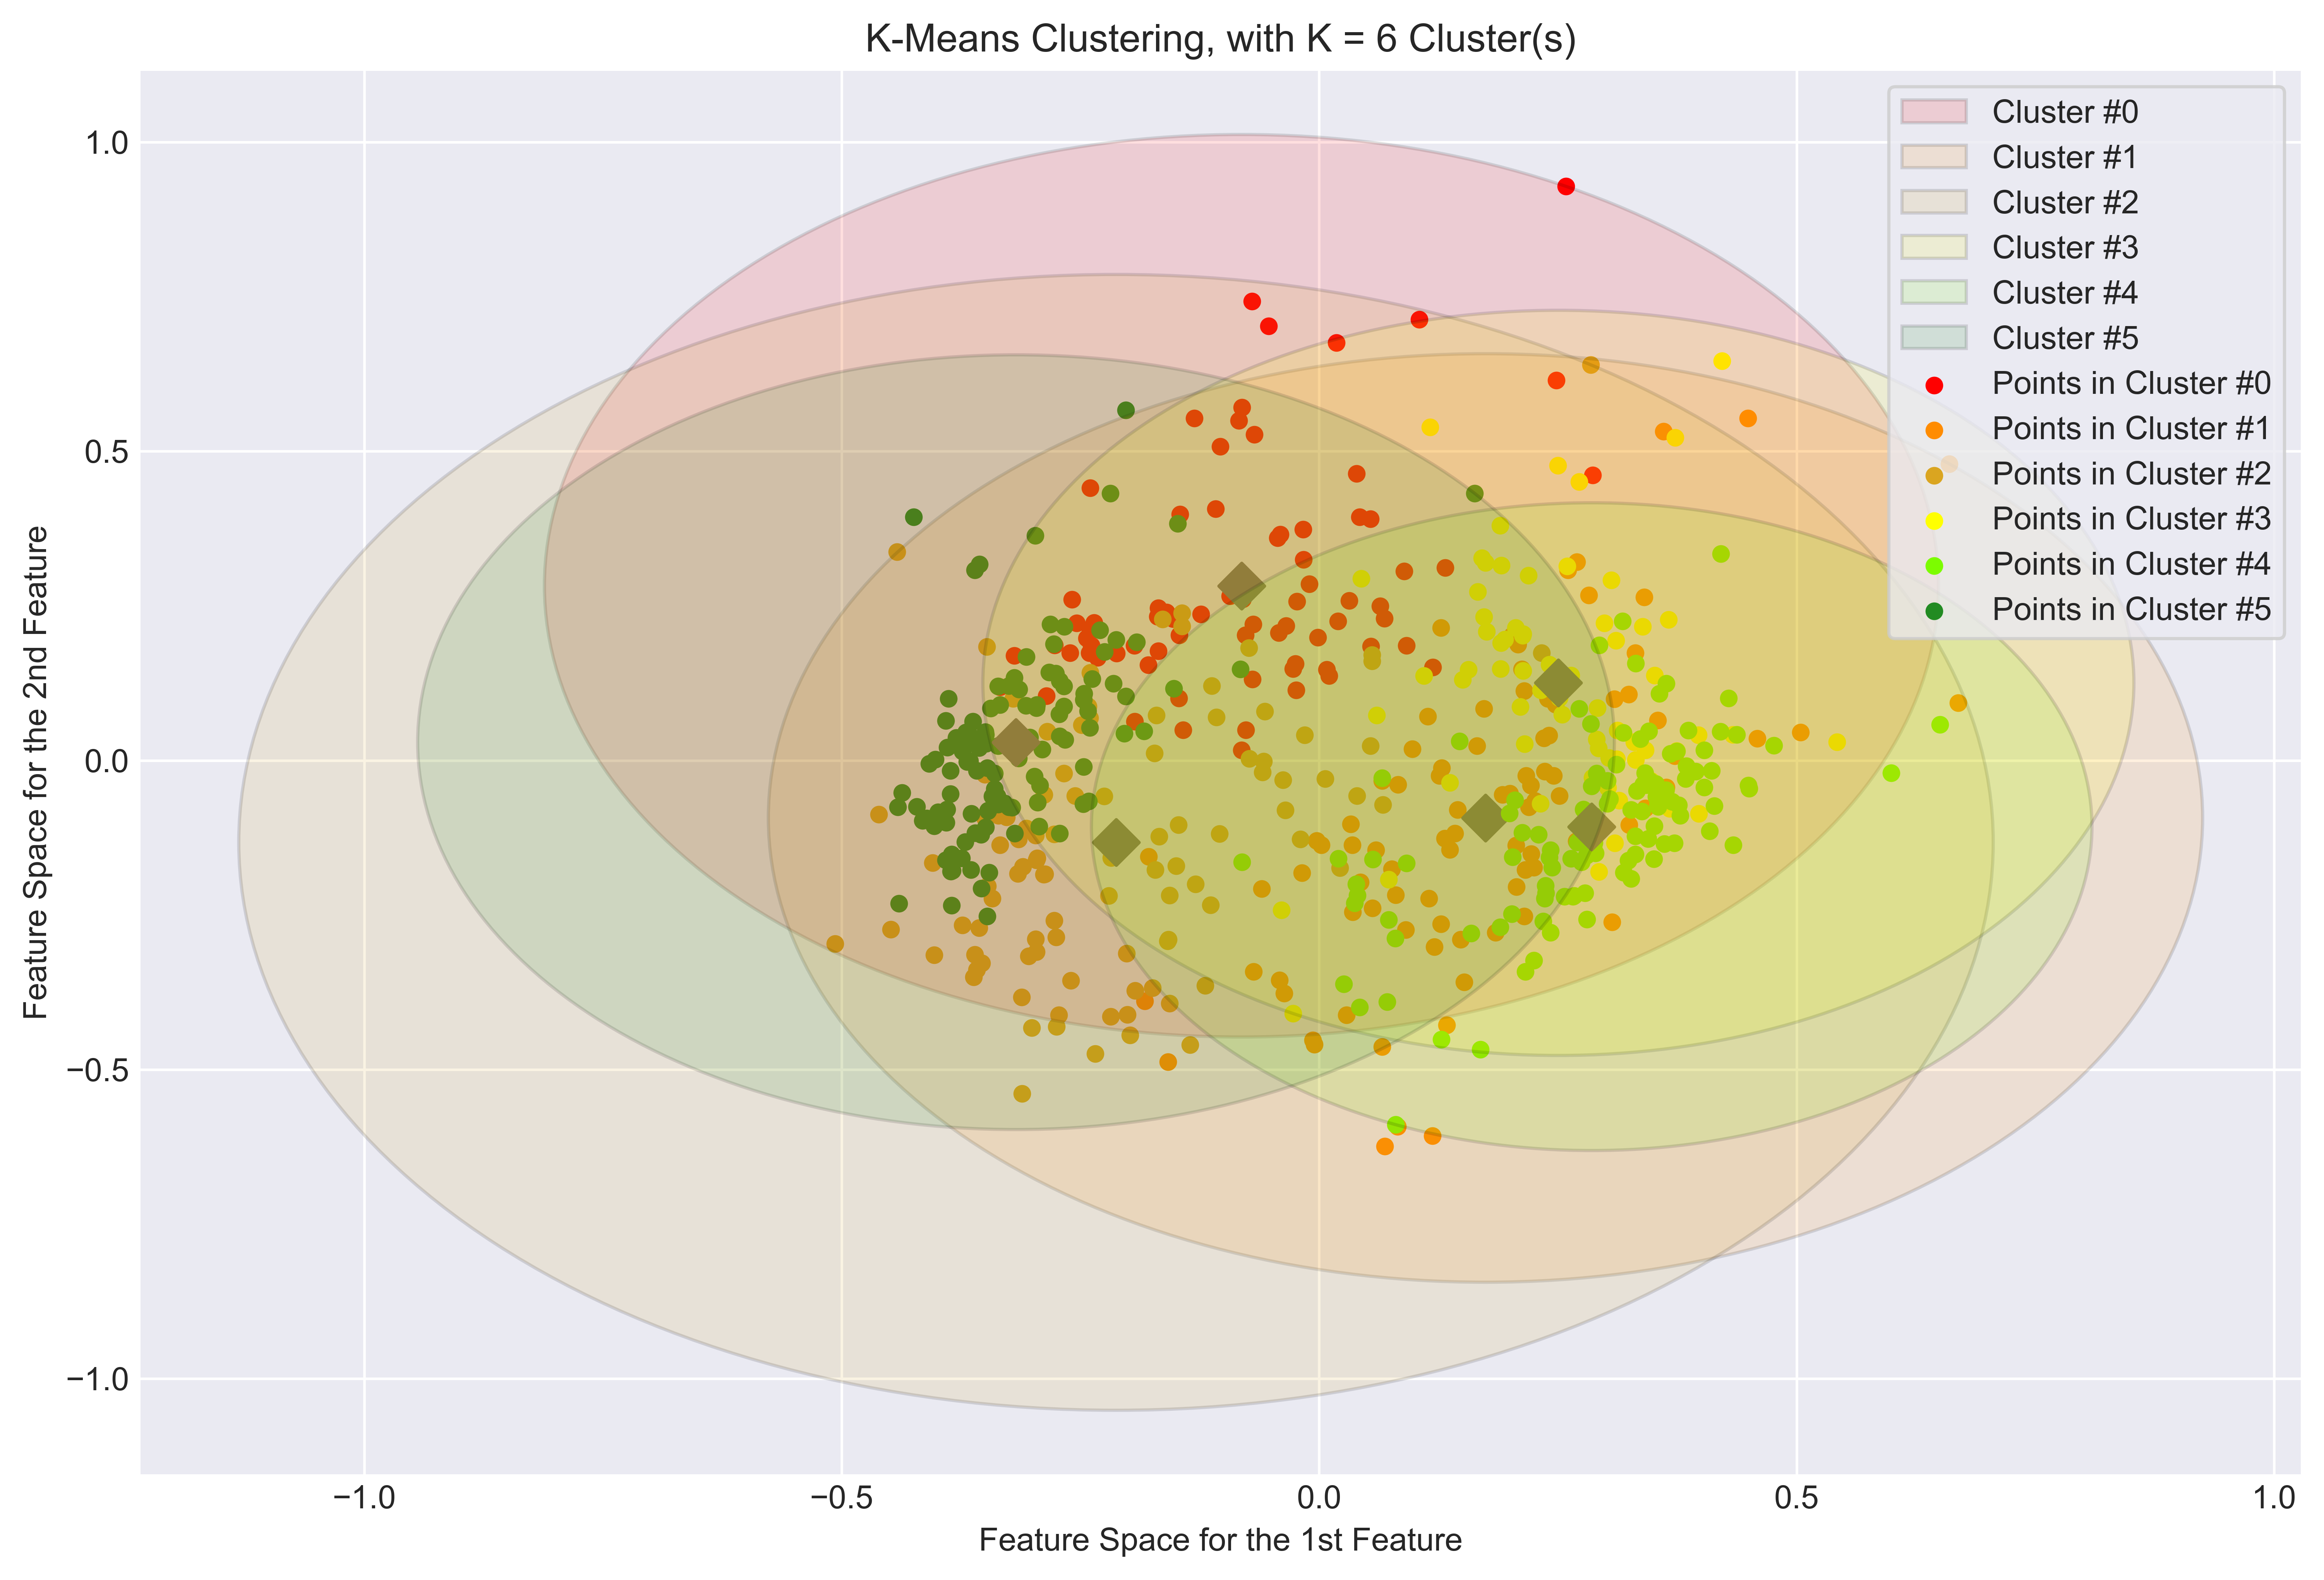 K-Means Clustering, with K = 6 Cluster(s)
Cluster #0
Cluster #1
Cluster #2
Cluster #3
Cluster #4
Cluster #5
Points in Cluster #0
Points in Cluster #1
Points in Cluster #2
Points in Cluster #3
Points in Cluster #4
Points in Cluster #5
Feature Space for the 2nd Feature
1.0
0.5
0.0
−0.5
−1.0
−1.0 −0.5 0.0 0.5 1.0
Feature Space for the 1st Feature